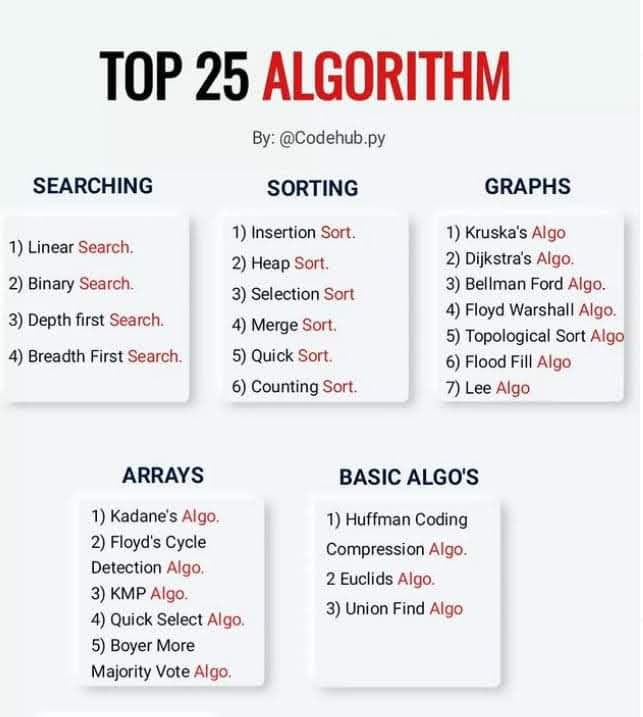 TOP 25 ALGORITHM
By: @Codehub.py
SEARCHING
1) Linear Search.
2) Binary Search.
3) Depth first Search.
4) Breadth First Search.
SORTING
1) Insertion Sort.
2) Heap Sort.
3) Selection Sort
4) Merge Sort.
5) Quick Sort.
6) Counting Sort.
GRAPHS
1) Kruska's Algo
2) Dijkstra's Algo.
3) Bellman Ford Algo.
4) Floyd Warshall Algo.
5) Topological Sort Algo
6) Flood Fill Algo
7) Lee Algo
ARRAYS
1) Kadane's Algo.
2) Floyd's Cycle
Detection Algo.
3) KMP Algo.
4) Quick Select Algo.
5) Boyer More
Majority Vote Algo.
BASIC ALGO'S
1) Huffman Coding
Compression Algo.
2 Euclids Algo.
3) Union Find Algo